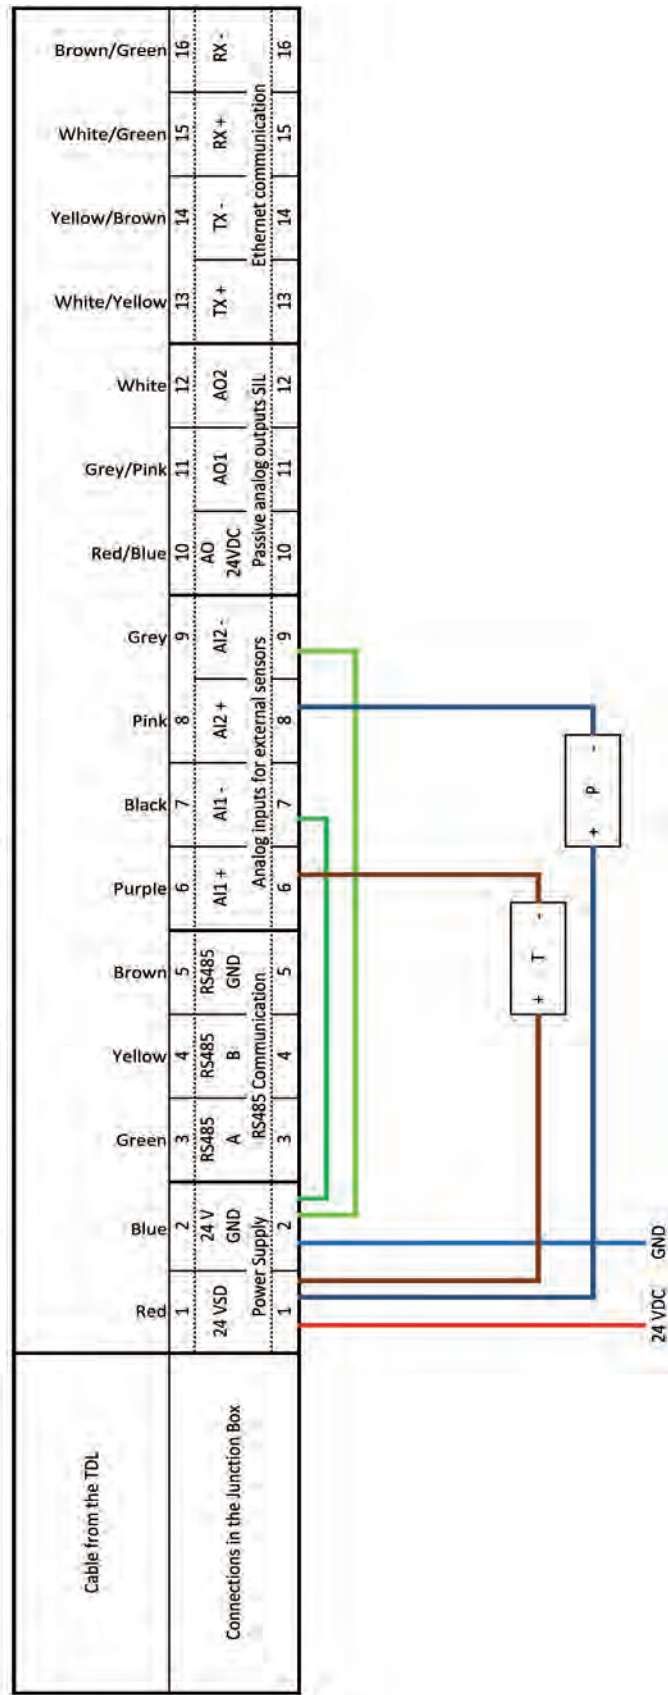 Cable from the TDL
Red
Blue
Green
Yellow
Brown
Purple
Black
Pink
Grey
Red/Blue
Grey/Pink
White
White/Yellow
Yellow/Brown
White/Green
Brown/Green
Connections in the Junction Box
1 2 3 4 5 6 7 8 9 10 11 12 13 14 15 16
24 VSD
24 V
GND
RS485
A
RS485
B
RS485
GND
AI1 +
AI1 -
AI2 +
AI2 -
AO
24VDC
AO1
AO2
TX +
TX -
RX +
RX -
Power Supply
RS485 Communication
Analog inputs for external sensors
Passive analog outputs SIL
Ethernet communication
1 2 3 4 5 6 7 8 9 10 11 12 13 14 15 16
+ T -
+ P -
24 VDC
GND